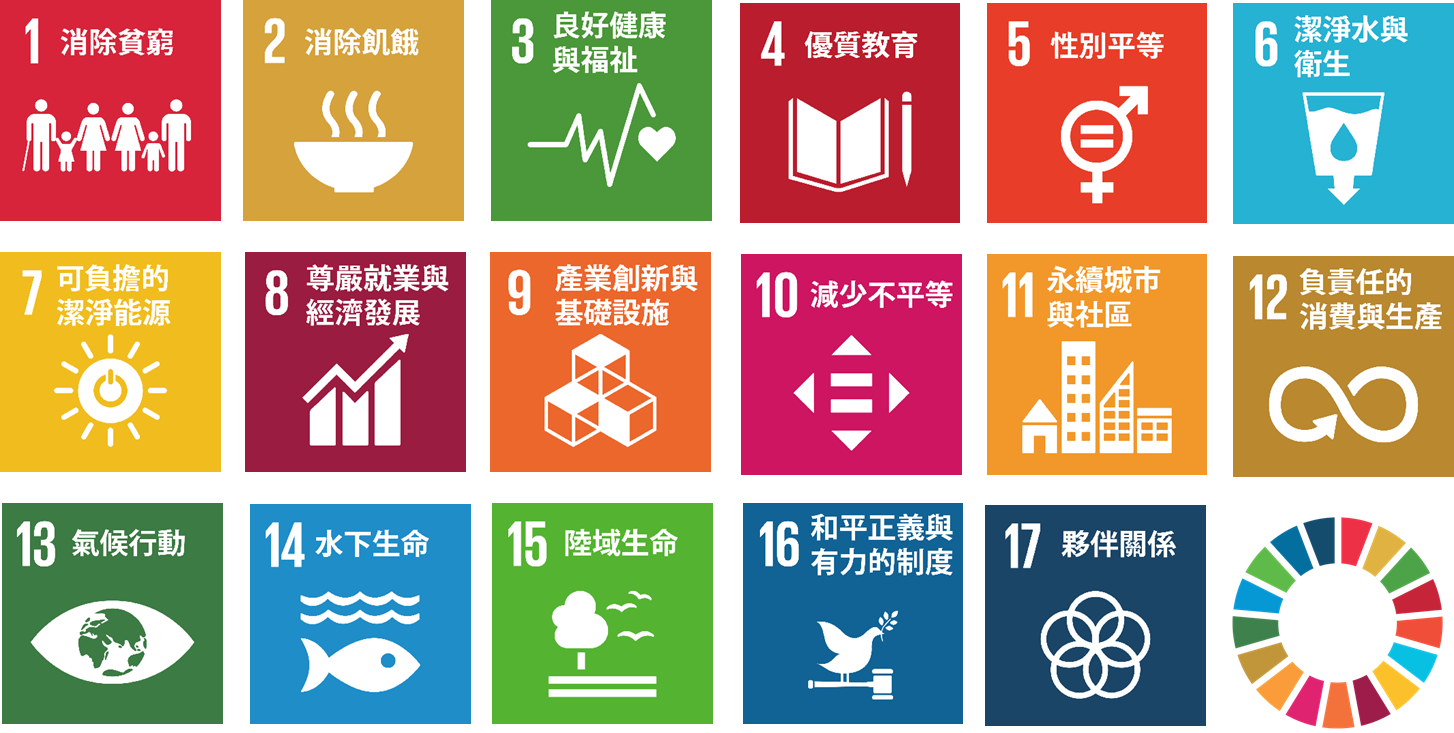 1 消除貧窮
2 消除飢餓
3 良好健康
與福祉
4 優質教育
5 性別平等
6 潔淨水與
衛生
7 可負擔的
潔淨能源
8 尊嚴就業與
經濟發展
9 產業創新與
基礎設施
10 減少不平等
11 永續城市
與社區
12 負責任的
消費與生產
13 氣候行動
14 水下生命
15 陸域生命
16 和平正義與
有力的制度
17 夥伴關係